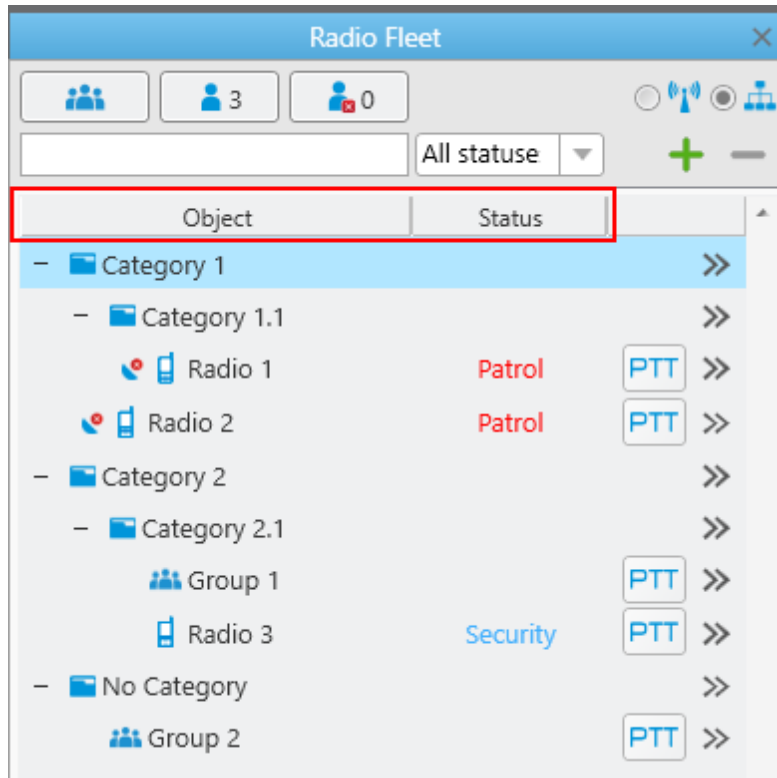 Radio Fleet
3 0
All statuse
Object Status
Category 1
Category 1.1
Radio 1 Patrol PTT
Radio 2 Patrol PTT
Category 2
Category 2.1
Group 1 PTT
Radio 3 Security PTT
No Category
Group 2 PTT